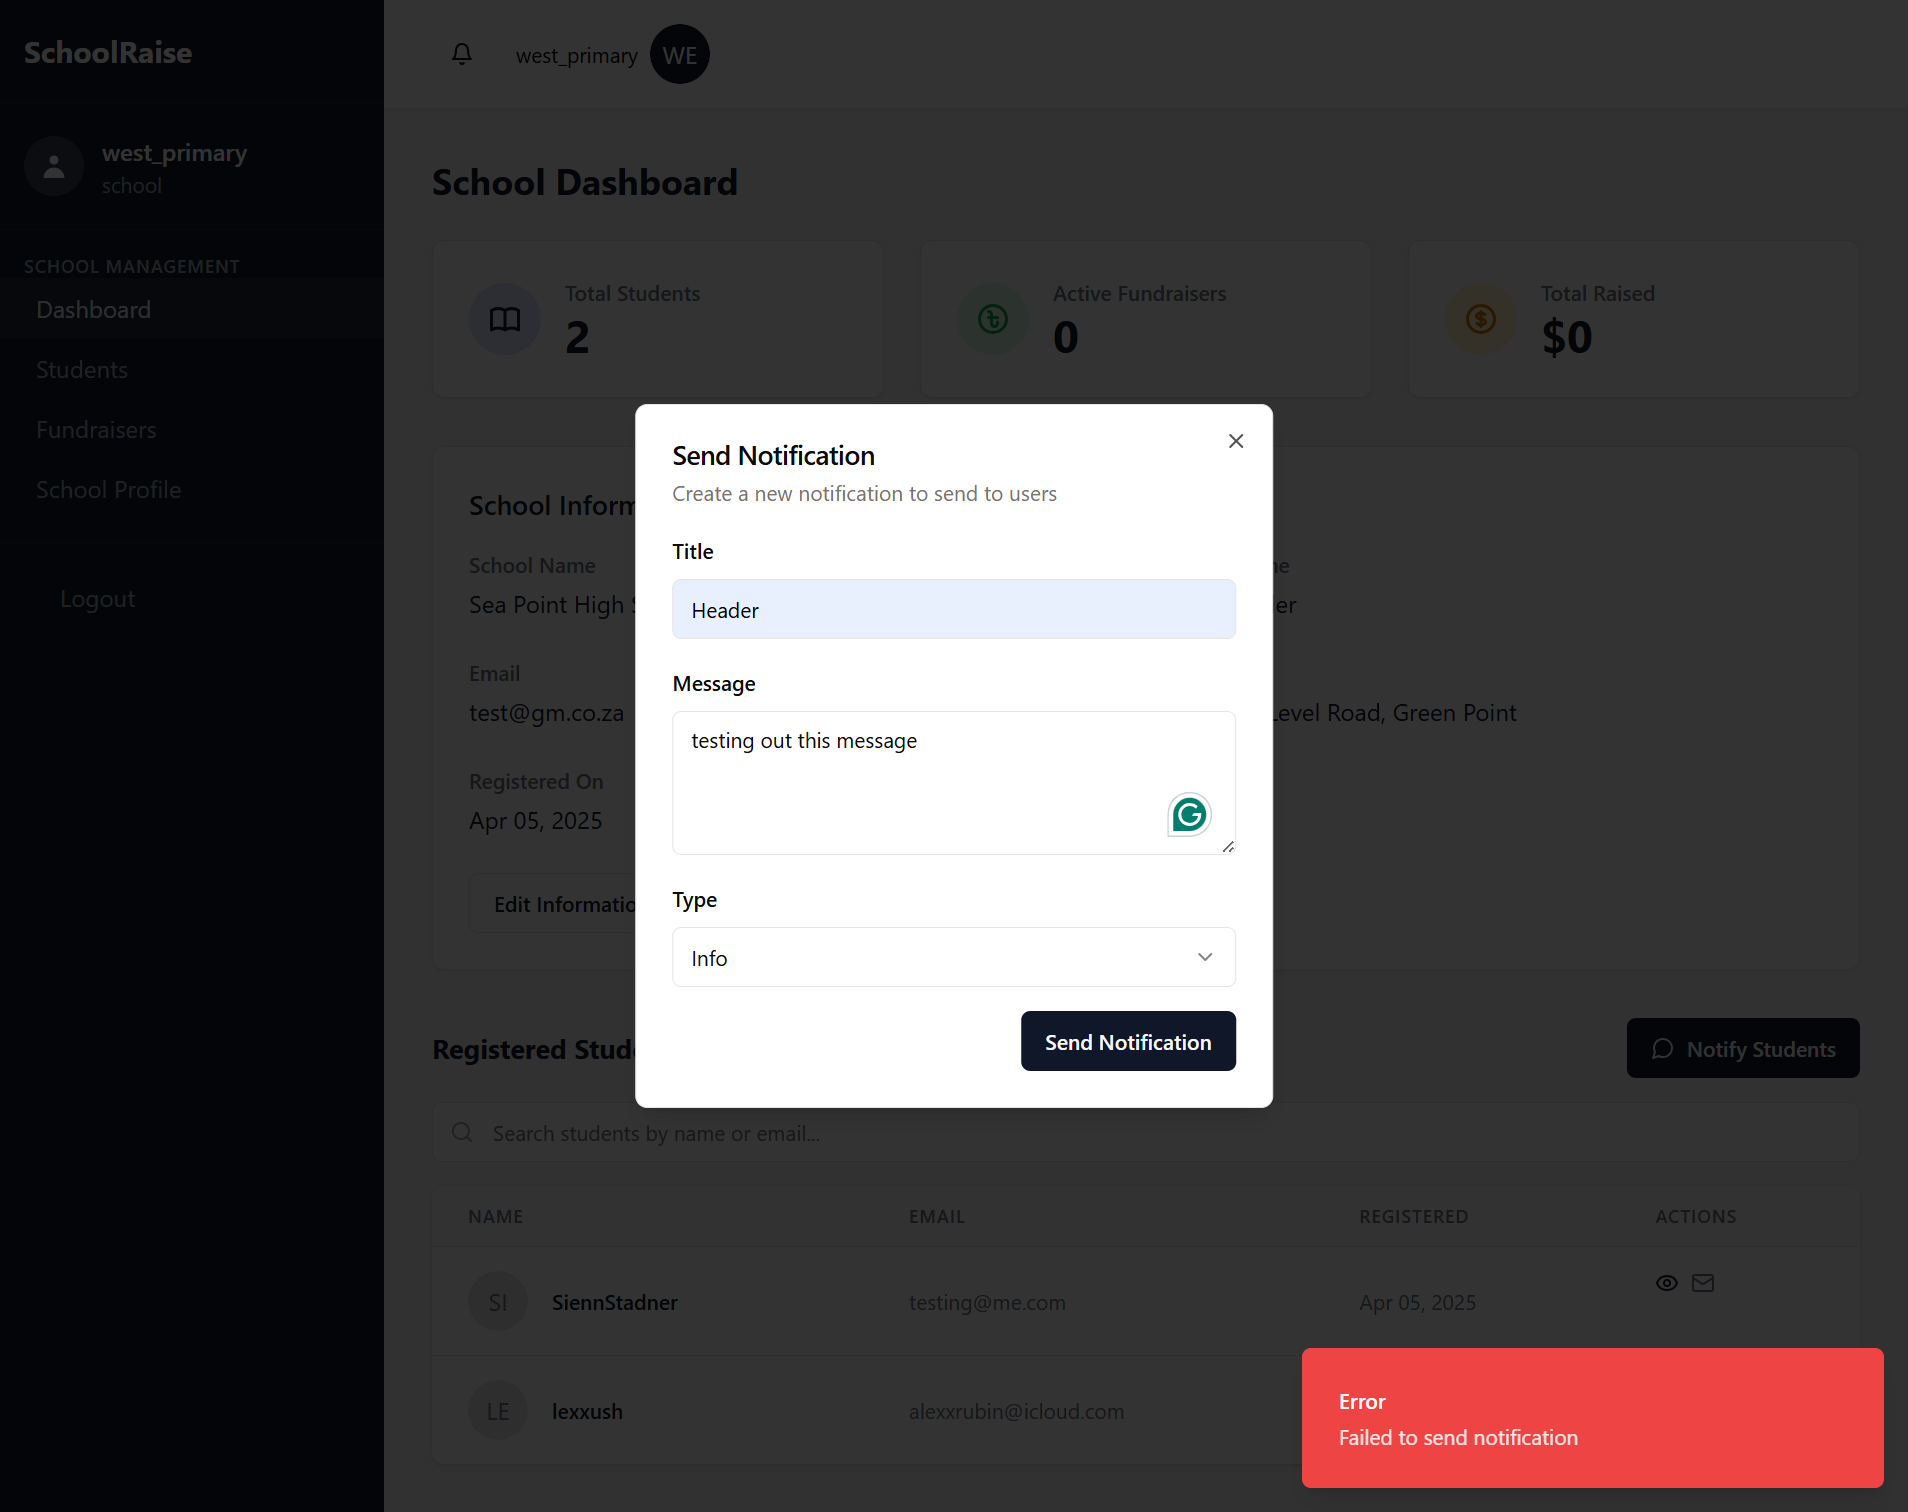 SchoolRaise
west_primary
WE
west_primary
school
SCHOOL MANAGEMENT
Dashboard
Students
Fundraisers
School Profile
Logout
School Dashboard
Total Students
2
Active Fundraisers
0
Total Raised
$0
School Inform
School Name
Sea Point High
Email
test@gm.co.za
Level Road, Green Point
Registered On
Apr 05, 2025
Edit Informatio
Send Notification
Create a new notification to send to users
Title
Header
Message
testing out this message
Type
Info
Send Notification
Registered Stud
Notify Students
Search students by name or email...
NAME EMAIL REGISTERED ACTIONS
SI SiennStadner testing@me.com Apr 05, 2025
LE lexxush alexxrubin@icloud.com
Error
Failed to send notification